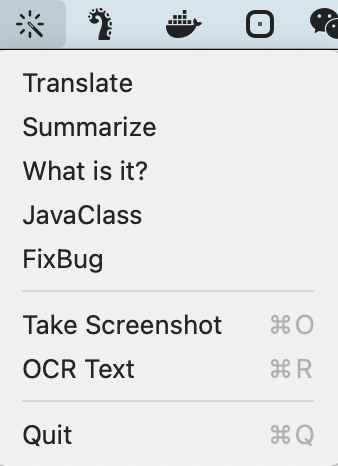 Translate
Summarize
What is it?
JavaClass
FixBug
Take Screenshot ⌘O
OCR Text ⌘R
Quit ⌘Q